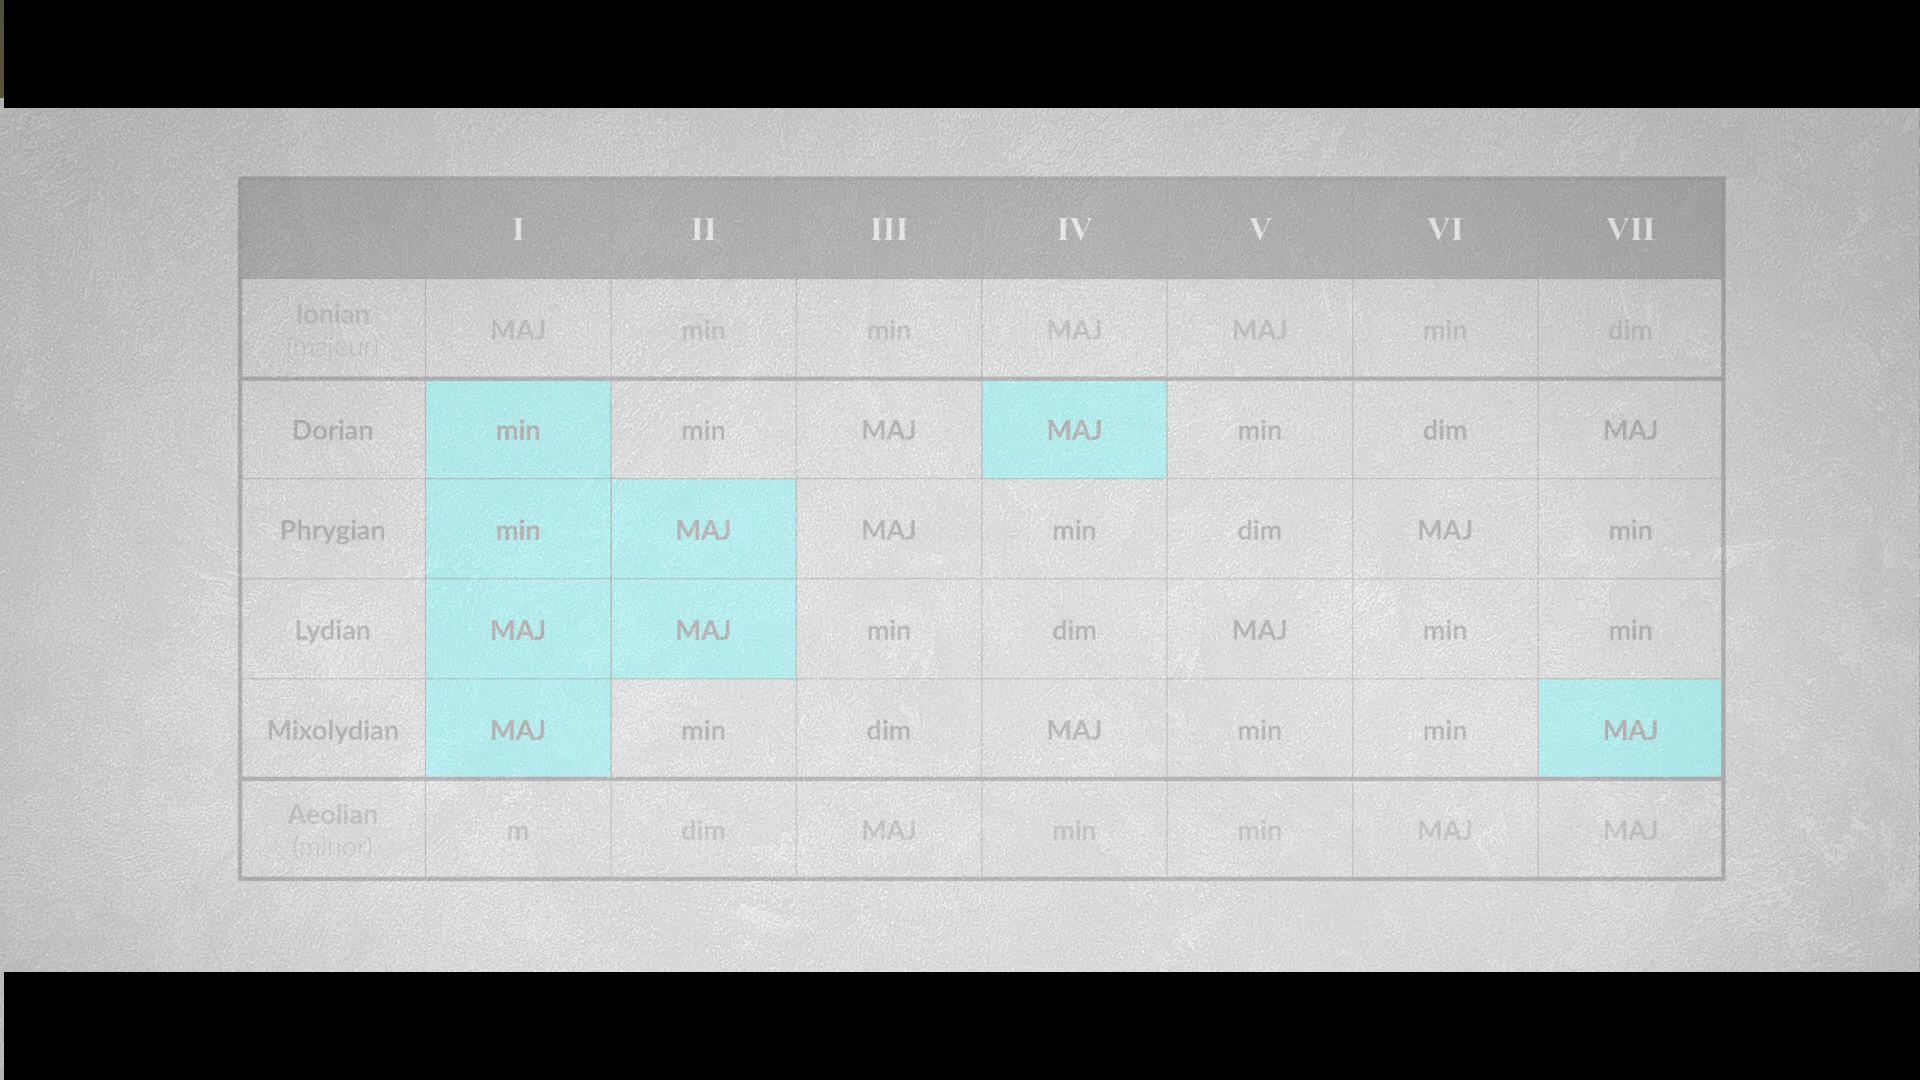 I II III IV V VI VII
Ionian
(majeur)
MAJ min min MAJ MAJ min dim
Dorian min min MAJ MAJ min dim MAJ
Phrygian min MAJ MAJ min dim MAJ min
Lydian MAJ MAJ min dim MAJ min min
Mixolydian MAJ min dim MAJ min min MAJ
Aeolian
(minor)
m dim MAJ min min MAJ MAJ